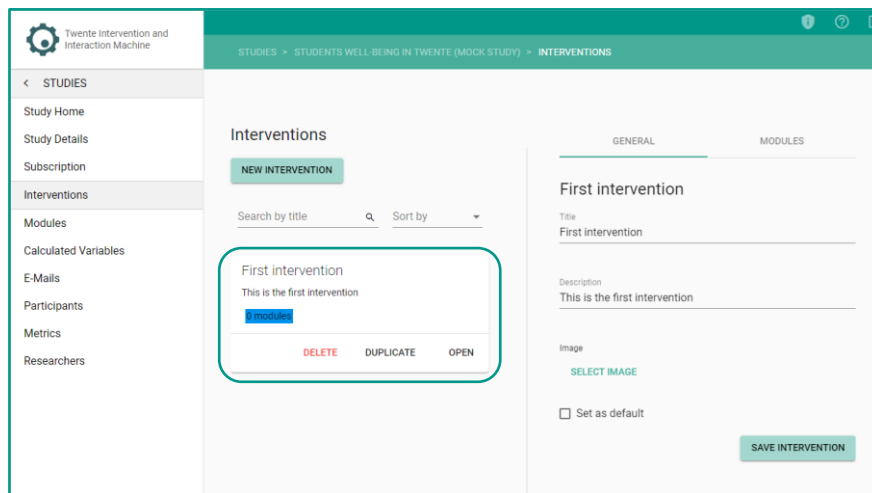 Twente Intervention and
Interaction Machine
STUDIES > STUDENTS WELL-BEING IN TWENTE (MOCK STUDY) > INTERVENTIONS
< STUDIES
Study Home
Study Details
Subscription
Interventions
Modules
Calculated Variables
E-Mails
Participants
Metrics
Researchers
Interventions
NEW INTERVENTION
Search by title
Sort by
First intervention
This is the first intervention
0 modules
DELETE DUPLICATE OPEN
GENERAL MODULES
First intervention
Title
First intervention
Description
This is the first intervention
Image
SELECT IMAGE
Set as default
SAVE INTERVENTION